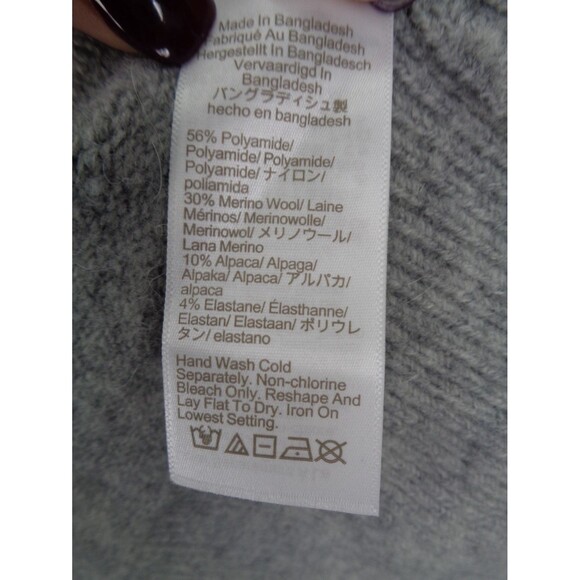 Made In Bangladesh
Fabriqué Au Bangladesh
Hergestellt In Bangladesch
Vervaardigd In
Bangladesh
バングラディシュ製
hecho en bangladesh
56% Polyamide/
Polyamide/ Polyamide/
Polyamide/ ナイロン/
poliamida
30% Merino Wool/ Laine
Mérinos/ Merinowolle/
Merinowol/ メリノウール/
Lana Merino
10% Alpaca/ Alpaga/
Alpaka/ Alpaca/ アルパカ/
alpaca
4% Elastane/ Élasthanne/
Elastan/ Elastaan/ ポリウレ
タン/ elastano
Hand Wash Cold
Separately. Non-chlorine
Bleach Only. Reshape And
Lay Flat To Dry. Iron On
Lowest Setting.